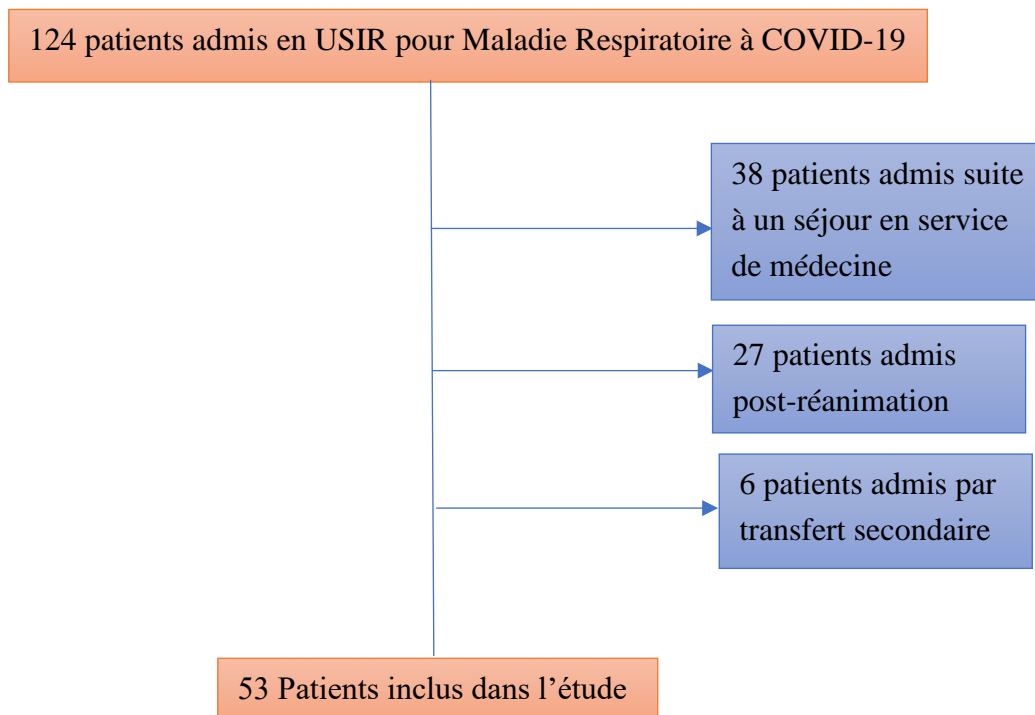 124 patients admis en USIR pour Maladie Respiratoire à COVID-19
38 patients admis suite
à un séjour en service
de médecine
27 patients admis
post-réanimation
6 patients admis par
transfert secondaire
53 Patients inclus dans l’étude